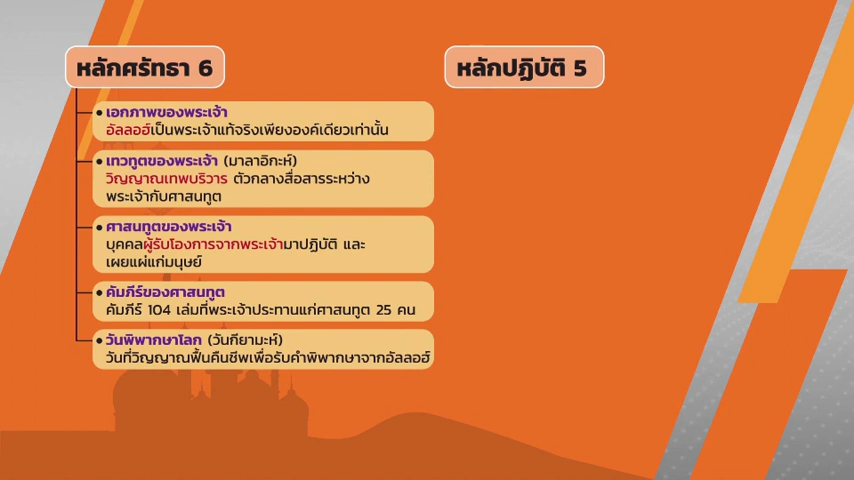 หลักศรัทธา 6
• เอกภาพของพระเจ้า
อัลลอฮ์เป็นพระเจ้าแท้จริงเพียงองค์เดียวเท่านั้น
• เทวทูตของพระเจ้า (มาลาอิกะห์)
วิญญาณเทพบริวาร ตัวกลางสื่อสารระหว่าง
พระเจ้ากับศาสนทูต
• ศาสนทูตของพระเจ้า
บุคคลผู้รับโองการจากพระเจ้ามาปฏิบัติ และ
เผยแผ่แก่มนุษย์
• คัมภีร์ของศาสนทูต
คัมภีร์ 104 เล่มที่พระเจ้าประทานแก่ศาสนทูต 25 คน
• วันพิพากษาโลก (วันกียามะห์)
วันที่วิญญาณฟื้นคืนชีพเพื่อรับคำพิพากษาจากอัลลอฮ์
หลักปฏิบัติ 5